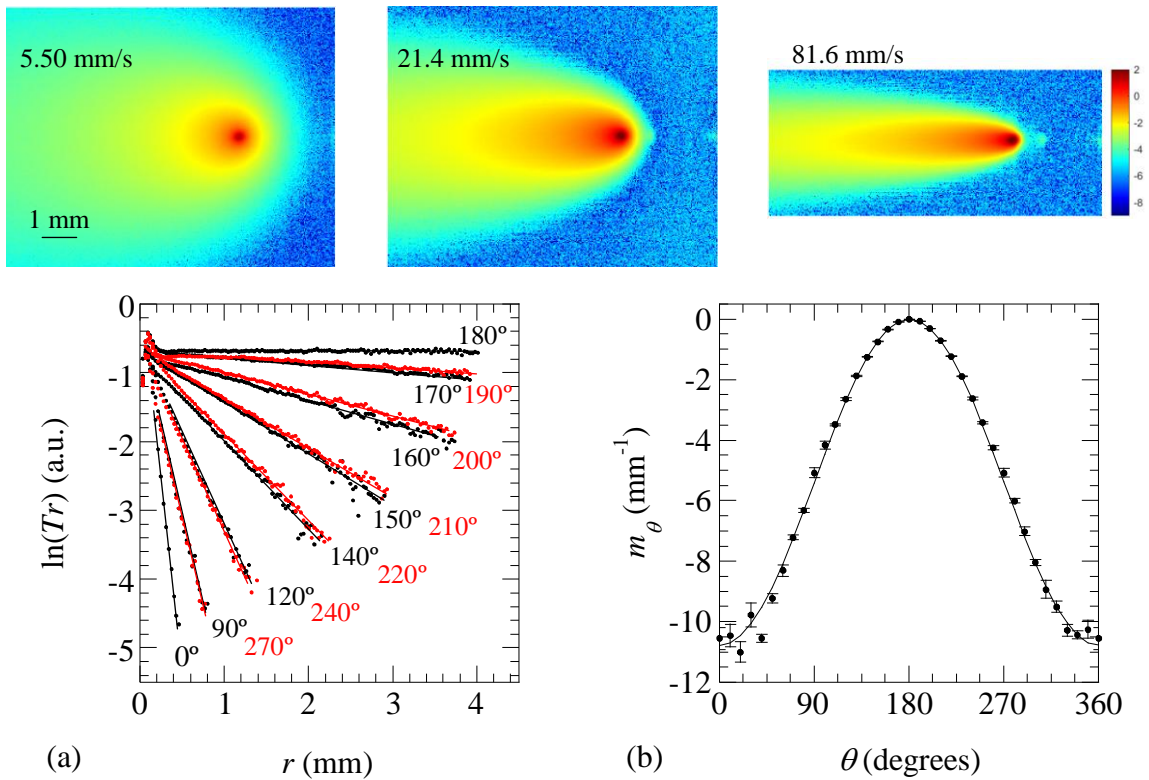 5.50 mm/s
1 mm
21.4 mm/s
81.6 mm/s
2
0
-2
-4
-6
-8
ln(Tr) (a.u.)
0
-1
-2
-3
-4
-5
0 1 2 3 4
180º
170º 190º
160º
200º
150º
210º
140º
220º
120º
240º
90º
270º
0º
(a)
r (mm)
mθ (mm⁻¹)
0
-2
-4
-6
-8
-10
-12
0 90 180 270 360
(b)
θ (degrees)